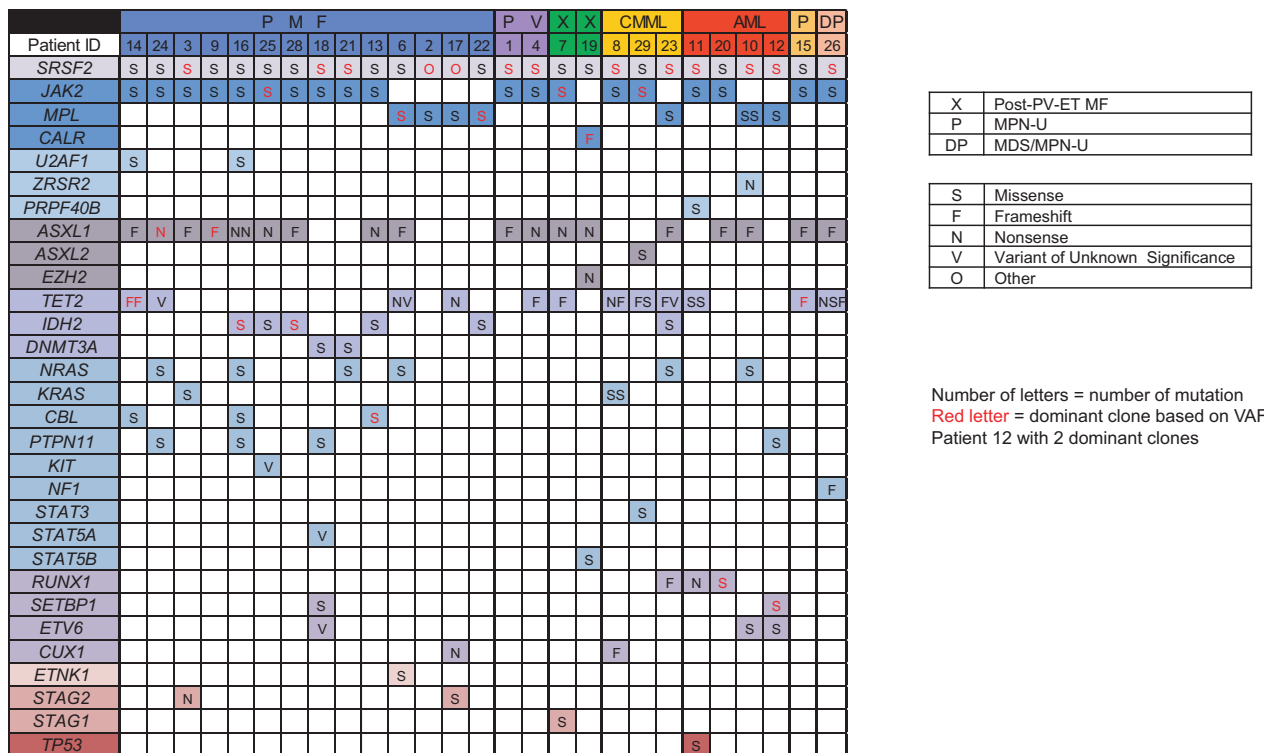 P M F P V X X CMML AML P DP
Patient ID 14 24 3 9 16 25 28 18 21 13 6 2 17 22 1 4 7 19 8 29 23 11 20 10 12 15 26
SRSF2 S S S S S S S S S S S O O S S S S S S S S S S S S S S
JAK2 S S S S S S S S S S S S S S S S S S S
MPL S S S S S SS S
CALR F
U2AF1 S S
ZRSR2 N
PRPF40B S
ASXL1 F N F F NN N F N F F N N N F F F F F
ASXL2 S
EZH2 N
TET2 FF V NV N F F NF FS FV SS F NSF
IDH2 S S S S S S
DNMT3A S S
NRAS S S S S S S
KRAS S SS
CBL S S S
PTPN11 S S S S
KIT V
NF1 F
STAT3 S
STAT5A V
STAT5B S
RUNX1 F N S
SETBP1 S S
ETV6 V S S
CUX1 N F
ETNK1 S
STAG2 N S
STAG1 S
TP53 S
X Post-PV-ET MF
P MPN-U
DP MDS/MPN-U
S Missense
F Frameshift
N Nonsense
V Variant of Unknown Significance
O Other
Number of letters = number of mutation
Red letter = dominant clone based on VAF
Patient 12 with 2 dominant clones